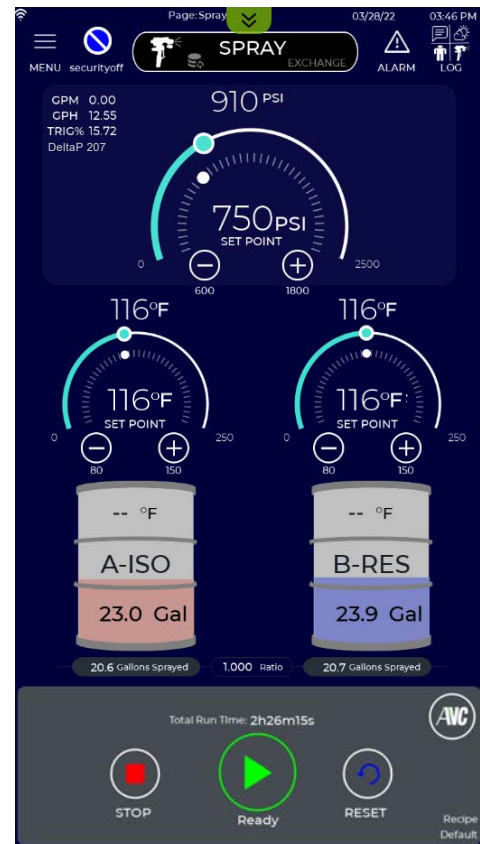 Page:Spray
03/28/22
03:46 PM
MENU
securityoff
SPRAY
EXCHANGE
ALARM
LOG
GPM 0.00
GPH 12.55
TRIG% 15.72
DeltaP 207
910 PSI
750PSI
SET POINT
0
2500
600
1800
116°F
116°F
116°F
SET POINT
116°F
SET POINT
0
250
0
250
80
150
80
150
-- °F
-- °F
A-ISO
B-RES
23.0 Gal
23.9 Gal
20.6 Gallons Sprayed
1.000 Ratio
20.7 Gallons Sprayed
Total Run Time: 2h26m15s
AVC
STOP
Ready
RESET
Recipe
Default